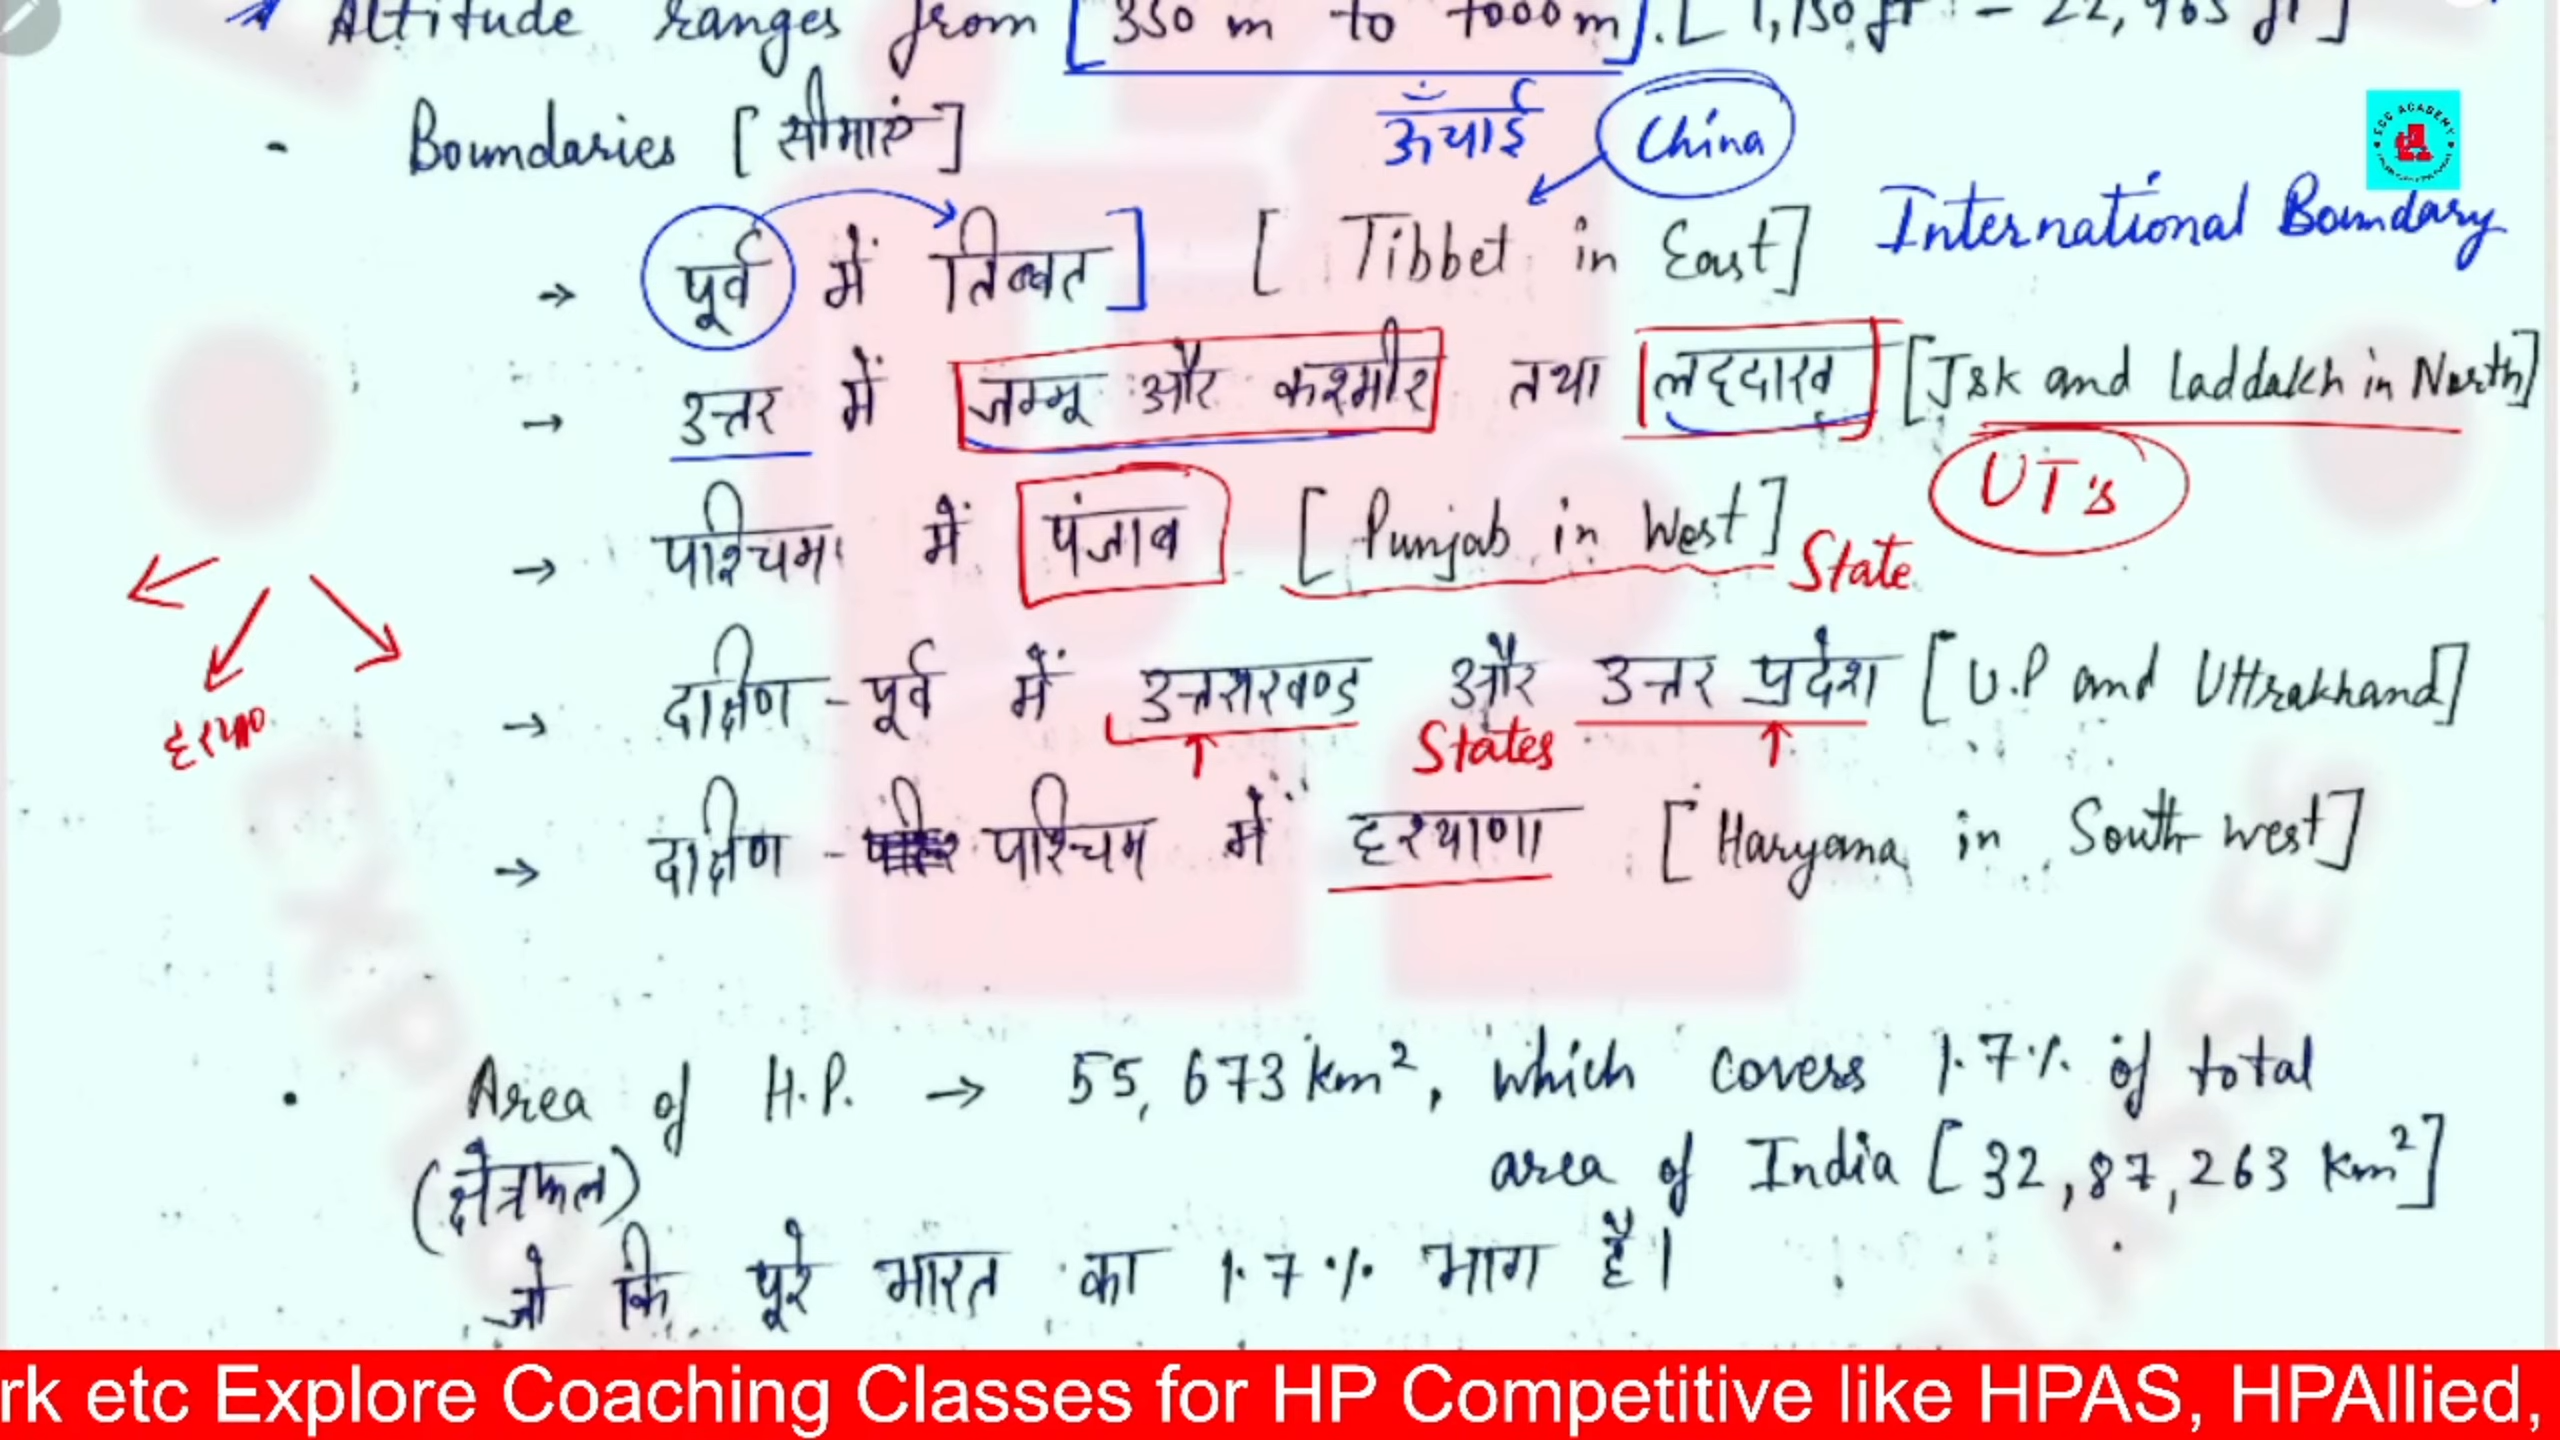 Altitude ranges from [350 m to 7000 m]. [1,150 ft - 22,965 ft]
ऊँचाई
- Boundaries [सीमाएं]
China
→ पूर्व में तिब्बत] [Tibbet in East] International Boundary
→ उत्तर में जम्मू और कश्मीर तथा लद्दाख [J&k and Laddakh in North]
UT's
→ पश्चिम में पंजाब [Punjab in West] State
→ दक्षिण-पूर्व में उत्तराखण्ड और उत्तर प्रदेश [U.P and Uttrakhand]
States
→ दक्षिण - पश्चिम में हरयाणा [Haryana in South west]
. Area of H.P. → 55,673 km², which covers 1.7% of total
(क्षेत्रफल) area of India [32,87,263 km²]
जो कि पूरे भारत का 1.7% भाग है।
rk etc Explore Coaching Classes for HP Competitive like HPAS, HPAllied,